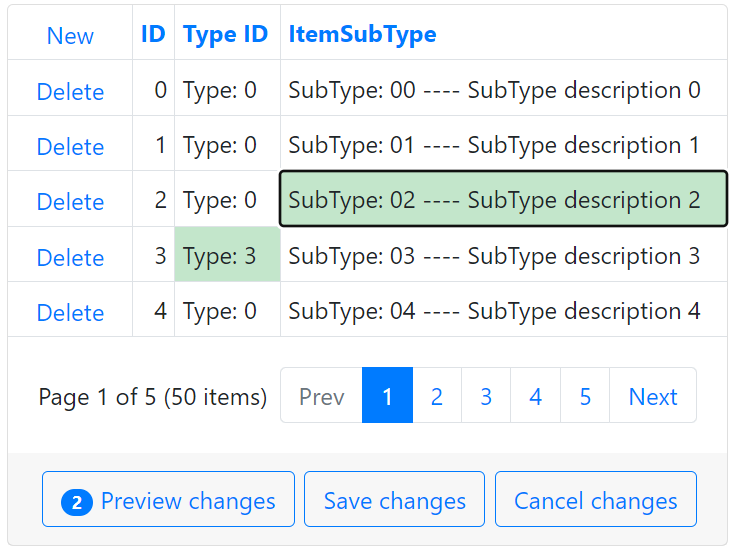 New ID Type ID ItemSubType
Delete 0 Type: 0 SubType: 00 ---- SubType description 0
Delete 1 Type: 0 SubType: 01 ---- SubType description 1
Delete 2 Type: 0 SubType: 02 ---- SubType description 2
Delete 3 Type: 3 SubType: 03 ---- SubType description 3
Delete 4 Type: 0 SubType: 04 ---- SubType description 4
Page 1 of 5 (50 items) Prev 1 2 3 4 5 Next
2 Preview changes Save changes Cancel changes